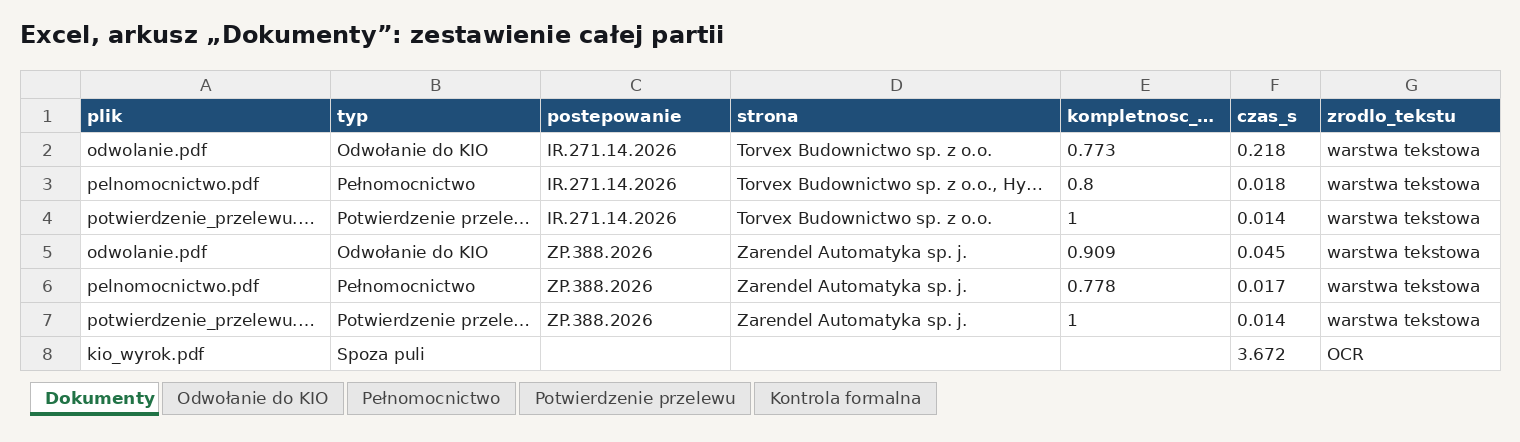 Excel, arkusz „Dokumenty”: zestawienie całej partii
A B C D E F G
1 plik typ postepowanie strona kompletnosc_... czas_s zrodlo_tekstu
2 odwolanie.pdf Odwołanie do KIO IR.271.14.2026 Torvex Budownictwo sp. z o.o. 0.773 0.218 warstwa tekstowa
3 pelnomocnictwo.pdf Pełnomocnictwo IR.271.14.2026 Torvex Budownictwo sp. z o.o., Hy... 0.8 0.018 warstwa tekstowa
4 potwierdzenie_przelewu.... Potwierdzenie przele... IR.271.14.2026 Torvex Budownictwo sp. z o.o. 1 0.014 warstwa tekstowa
5 odwolanie.pdf Odwołanie do KIO ZP.388.2026 Zarendel Automatyka sp. j. 0.909 0.045 warstwa tekstowa
6 pelnomocnictwo.pdf Pełnomocnictwo ZP.388.2026 Zarendel Automatyka sp. j. 0.778 0.017 warstwa tekstowa
7 potwierdzenie_przelewu.... Potwierdzenie przele... ZP.388.2026 Zarendel Automatyka sp. j. 1 0.014 warstwa tekstowa
8 kio_wyrok.pdf Spoza puli 3.672 OCR
Dokumenty Odwołanie do KIO Pełnomocnictwo Potwierdzenie przelewu Kontrola formalna